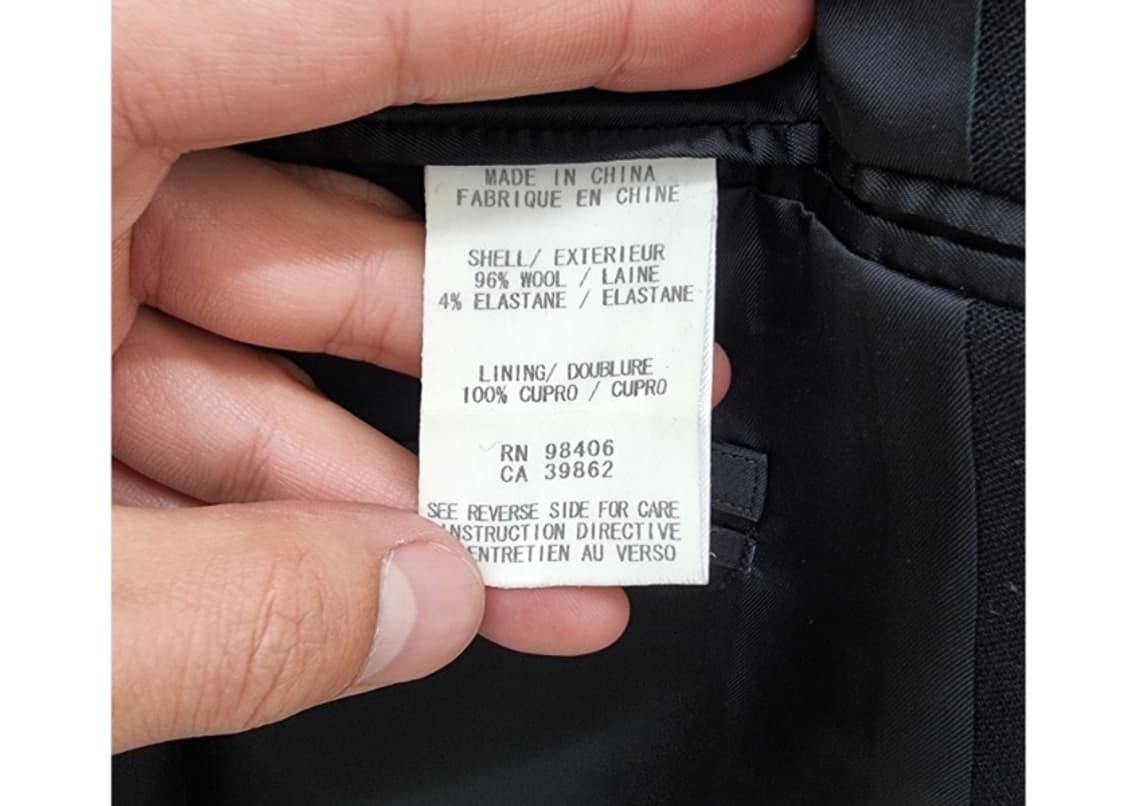 MADE IN CHINA
FABRIQUE EN CHINE
SHELL/ EXTERIEUR
96% WOOL / LAINE
4% ELASTANE / ELASTANE
LINING/ DOUBLURE
100% CUPRO / CUPRO
RN 98406
CA 39862
SEE REVERSE SIDE FOR CARE
INSTRUCTION DIRECTIVE
ENTRETIEN AU VERSO